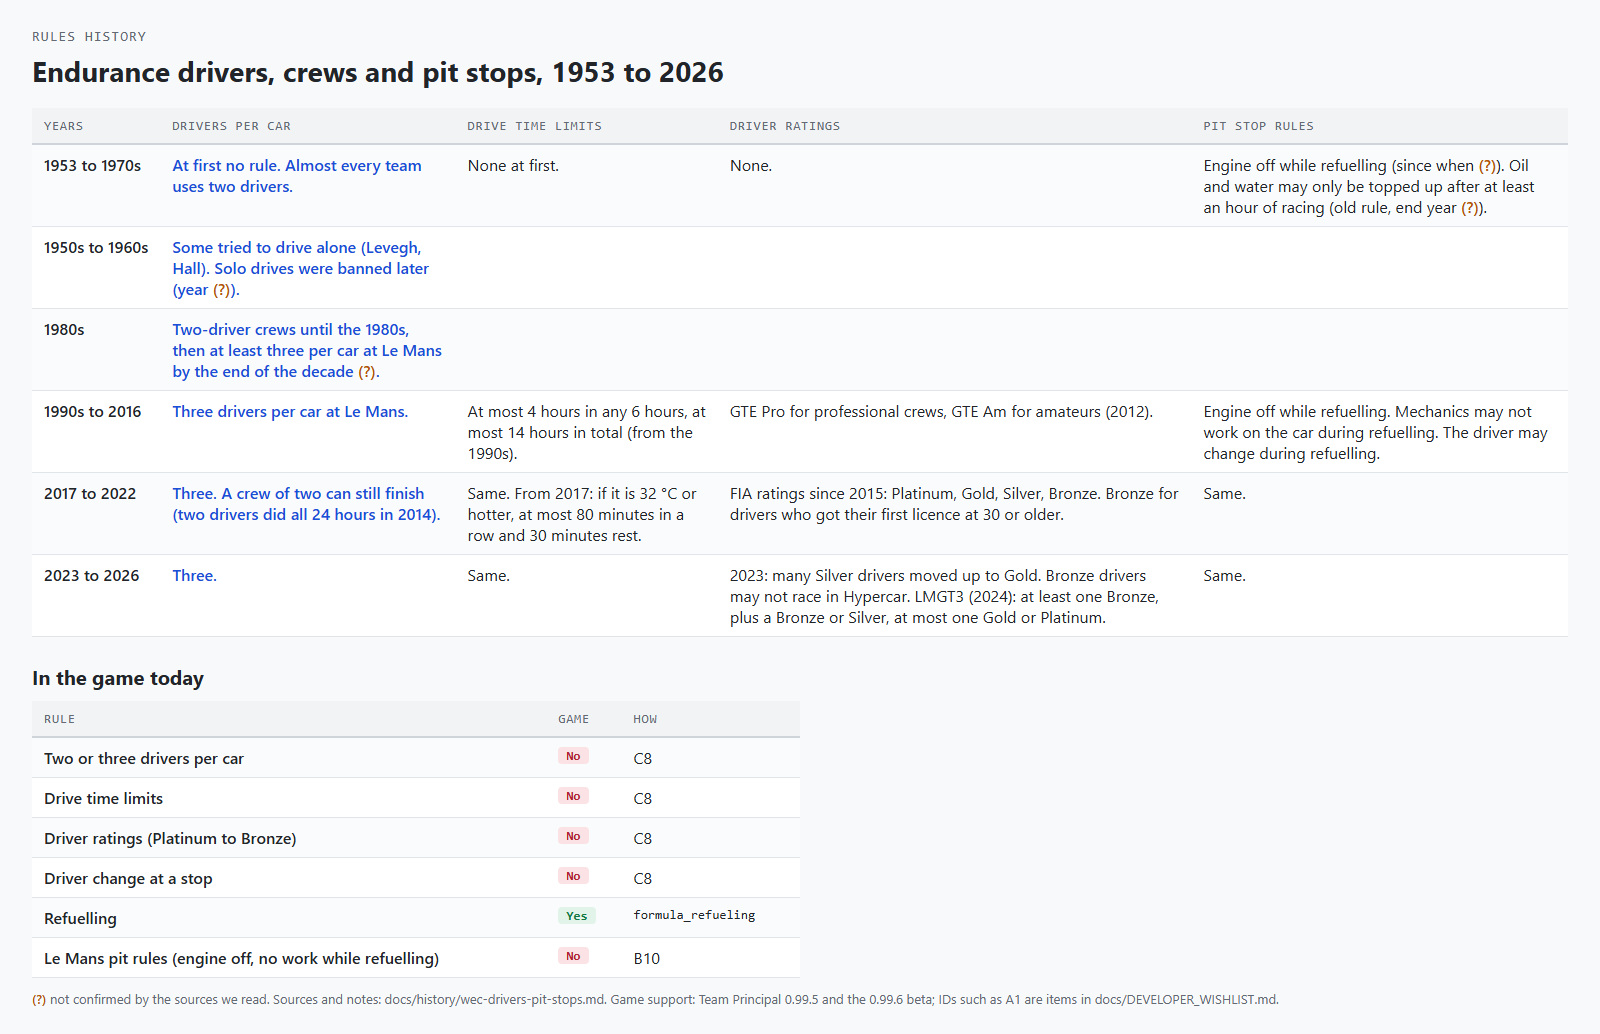 RULES HISTORY
Endurance drivers, crews and pit stops, 1953 to 2026
YEARS DRIVERS PER CAR DRIVE TIME LIMITS DRIVER RATINGS PIT STOP RULES
1953 to 1970s At first no rule. Almost every team None at first. None. Engine off while refuelling (since when (?)). Oil
uses two drivers. and water may only be topped up after at least
an hour of racing (old rule, end year (?)).
1950s to 1960s Some tried to drive alone (Levegh,
Hall). Solo drives were banned later
(year (?)).
1980s Two-driver crews until the 1980s,
then at least three per car at Le Mans
by the end of the decade (?).
1990s to 2016 Three drivers per car at Le Mans. At most 4 hours in any 6 hours, at GTE Pro for professional crews, GTE Am for amateurs (2012). Engine off while refuelling. Mechanics may not
most 14 hours in total (from the work on the car during refuelling. The driver may
1990s). change during refuelling.
2017 to 2022 Three. A crew of two can still finish Same. From 2017: if it is 32 °C or FIA ratings since 2015: Platinum, Gold, Silver, Bronze. Bronze for Same.
(two drivers did all 24 hours in 2014). hotter, at most 80 minutes in a drivers who got their first licence at 30 or older.
row and 30 minutes rest.
2023 to 2026 Three. Same. 2023: many Silver drivers moved up to Gold. Bronze drivers Same.
may not race in Hypercar. LMGT3 (2024): at least one Bronze,
plus a Bronze or Silver, at most one Gold or Platinum.
In the game today
RULE GAME HOW
Two or three drivers per car No C8
Drive time limits No C8
Driver ratings (Platinum to Bronze) No C8
Driver change at a stop No C8
Refuelling Yes formula_refueling
Le Mans pit rules (engine off, no work while refuelling) No B10
(?) not confirmed by the sources we read. Sources and notes: docs/history/wec-drivers-pit-stops.md. Game support: Team Principal 0.99.5 and the 0.99.6 beta; IDs such as A1 are items in docs/DEVELOPER_WISHLIST.md.